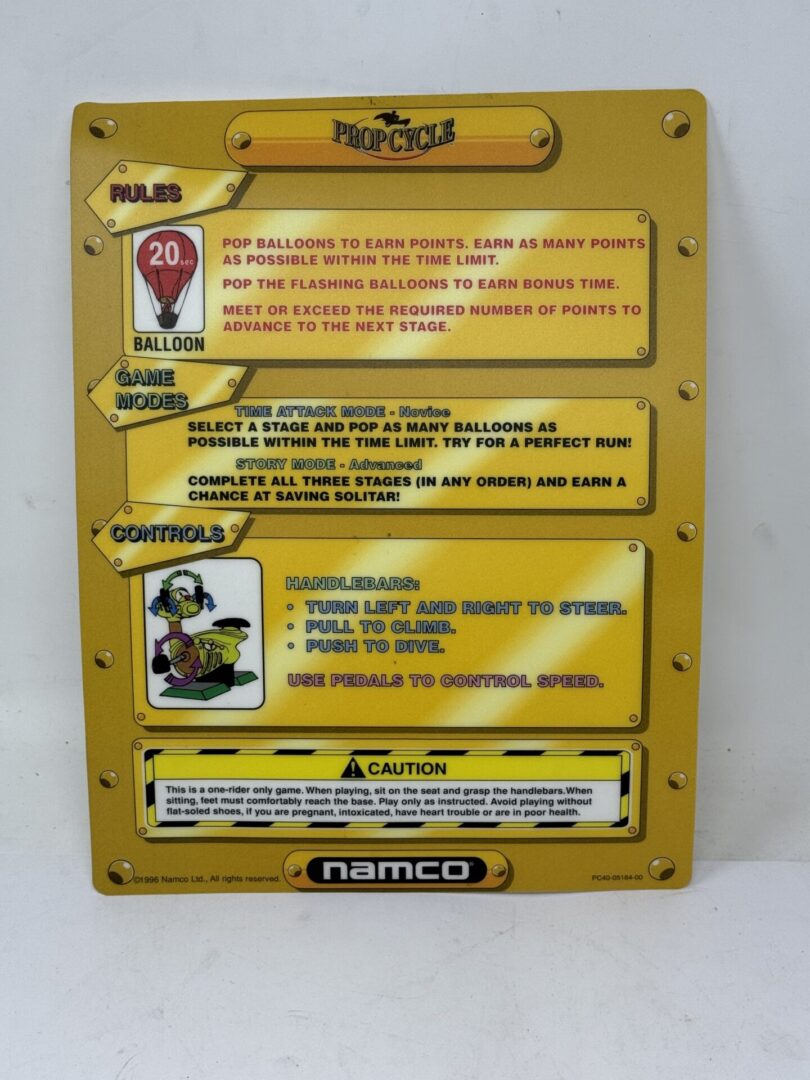 PROPCYCLE
RULES
20 sec
BALLOON
POP BALLOONS TO EARN POINTS. EARN AS MANY POINTS
AS POSSIBLE WITHIN THE TIME LIMIT.
POP THE FLASHING BALLOONS TO EARN BONUS TIME.
MEET OR EXCEED THE REQUIRED NUMBER OF POINTS TO
ADVANCE TO THE NEXT STAGE.
GAME
MODES
TIME ATTACK MODE - Novice
SELECT A STAGE AND POP AS MANY BALLOONS AS
POSSIBLE WITHIN THE TIME LIMIT. TRY FOR A PERFECT RUN!
STORY MODE - Advanced
COMPLETE ALL THREE STAGES (IN ANY ORDER) AND EARN A
CHANCE AT SAVING SOLITAR!
CONTROLS
HANDLEBARS:
• TURN LEFT AND RIGHT TO STEER.
• PULL TO CLIMB.
• PUSH TO DIVE.
USE PEDALS TO CONTROL SPEED.
CAUTION
This is a one-rider only game. When playing, sit on the seat and grasp the handlebars.When
sitting, feet must comfortably reach the base. Play only as instructed. Avoid playing without
flat-soled shoes, if you are pregnant, intoxicated, have heart trouble or are in poor health.
©1996 Namco Ltd., All rights reserved.
namco®
PC40-05184-00